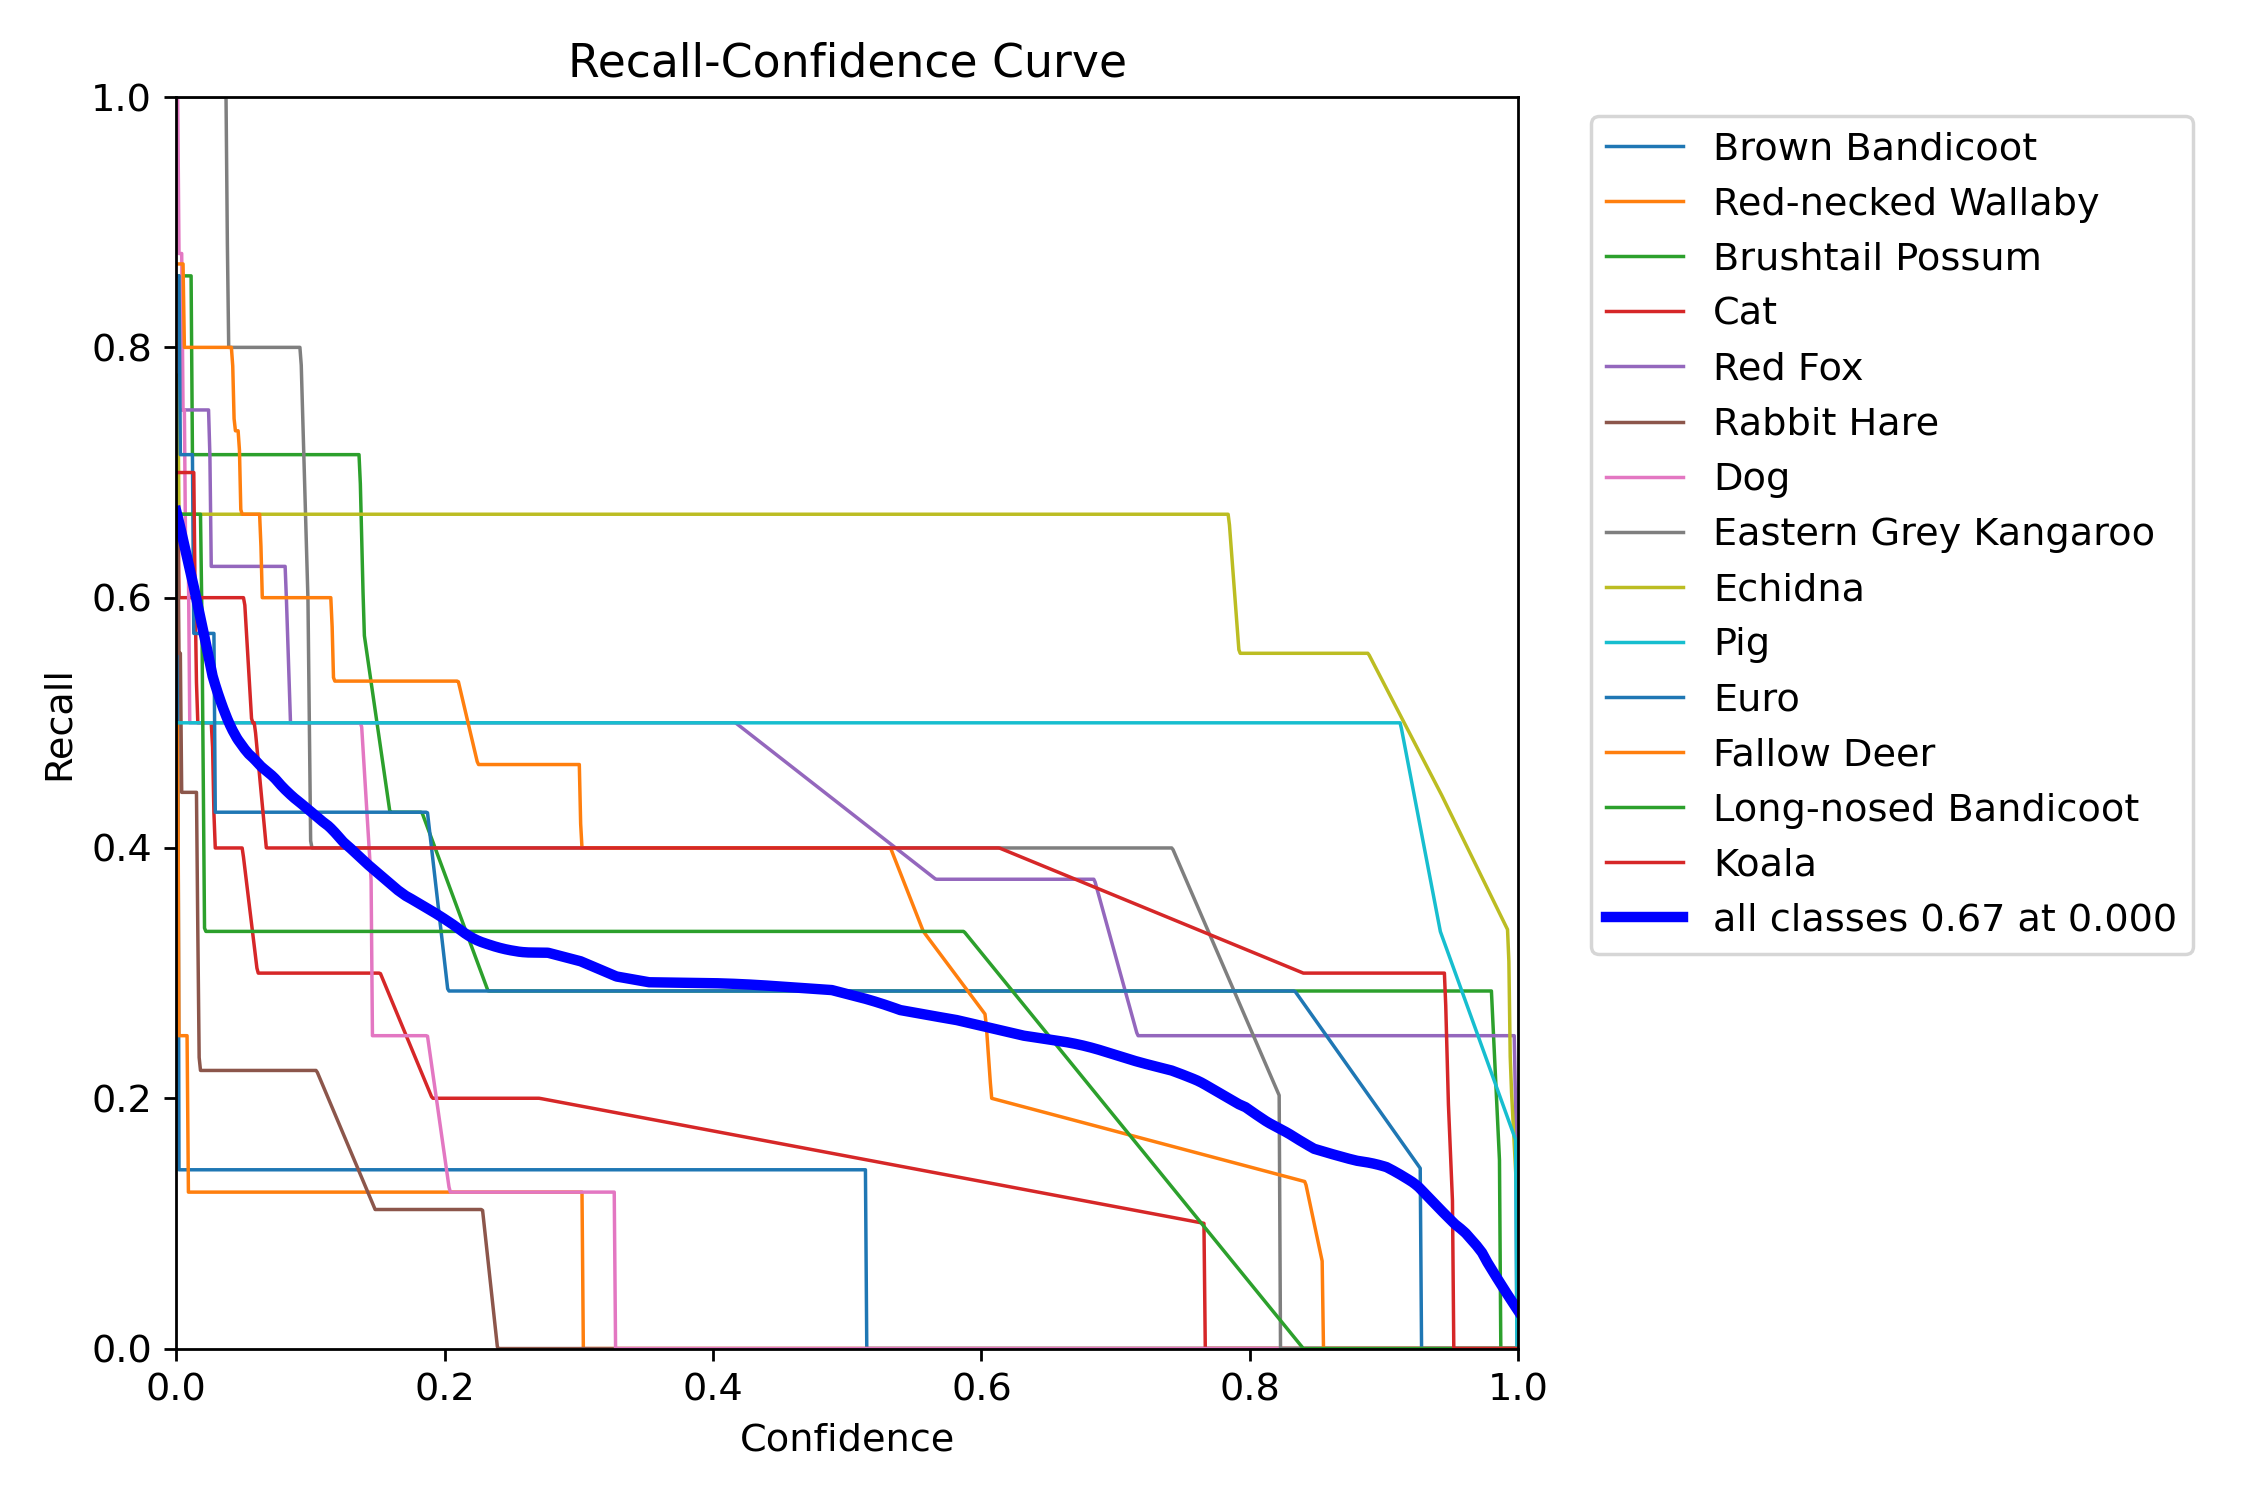 Recall-Confidence Curve
1.0
0.8
0.6
0.4
0.2
0.0
Recall
0.0 0.2 0.4 0.6 0.8 1.0
Confidence
Brown Bandicoot
Red-necked Wallaby
Brushtail Possum
Cat
Red Fox
Rabbit Hare
Dog
Eastern Grey Kangaroo
Echidna
Pig
Euro
Fallow Deer
Long-nosed Bandicoot
Koala
all classes 0.67 at 0.000